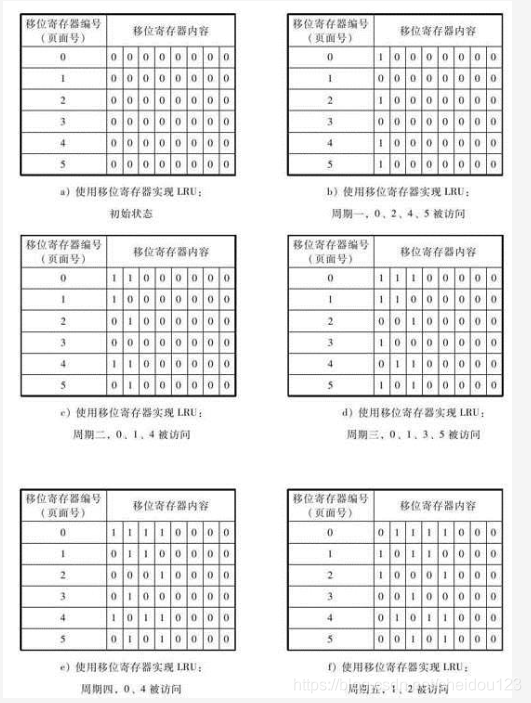 移位寄存器编号
（页面号）
移位寄存器内容
0 0 0 0 0 0 0 0 0
1 0 0 0 0 0 0 0 0
2 0 0 0 0 0 0 0 0
3 0 0 0 0 0 0 0 0
4 0 0 0 0 0 0 0 0
5 0 0 0 0 0 0 0 0
a）使用移位寄存器实现 LRU：
初始状态
移位寄存器编号
（页面号）
移位寄存器内容
0 1 0 0 0 0 0 0 0
1 0 0 0 0 0 0 0 0
2 1 0 0 0 0 0 0 0
3 0 0 0 0 0 0 0 0
4 1 0 0 0 0 0 0 0
5 1 0 0 0 0 0 0 0
b）使用移位寄存器实现 LRU：
周期一，0、2、4、5 被访问
移位寄存器编号
（页面号）
移位寄存器内容
0 1 1 0 0 0 0 0 0
1 1 0 0 0 0 0 0 0
2 0 1 0 0 0 0 0 0
3 0 0 0 0 0 0 0 0
4 1 1 0 0 0 0 0 0
5 0 1 0 0 0 0 0 0
c）使用移位寄存器实现 LRU：
周期二，0、1、4 被访问
移位寄存器编号
（页面号）
移位寄存器内容
0 1 1 1 0 0 0 0 0
1 1 1 0 0 0 0 0 0
2 0 0 1 0 0 0 0 0
3 1 0 0 0 0 0 0 0
4 0 1 1 0 0 0 0 0
5 1 0 1 0 0 0 0 0
d）使用移位寄存器实现 LRU：
周期三，0、1、3、5 被访问
移位寄存器编号
（页面号）
移位寄存器内容
0 1 1 1 1 0 0 0 0
1 0 1 1 0 0 0 0 0
2 0 0 0 1 0 0 0 0
3 0 1 0 0 0 0 0 0
4 1 0 1 1 0 0 0 0
5 0 1 0 1 0 0 0 0
e）使用移位寄存器实现 LRU：
周期四，0、4 被访问
移位寄存器编号
（页面号）
移位寄存器内容
0 0 1 1 1 1 0 0 0
1 1 0 1 1 0 0 0 0
2 1 0 0 0 1 0 0 0
3 0 0 1 0 0 0 0 0
4 0 1 0 1 1 0 0 0
5 0 0 1 0 1 0 0 0
f）使用移位寄存器实现 LRU：
周期五，1、2 被访问